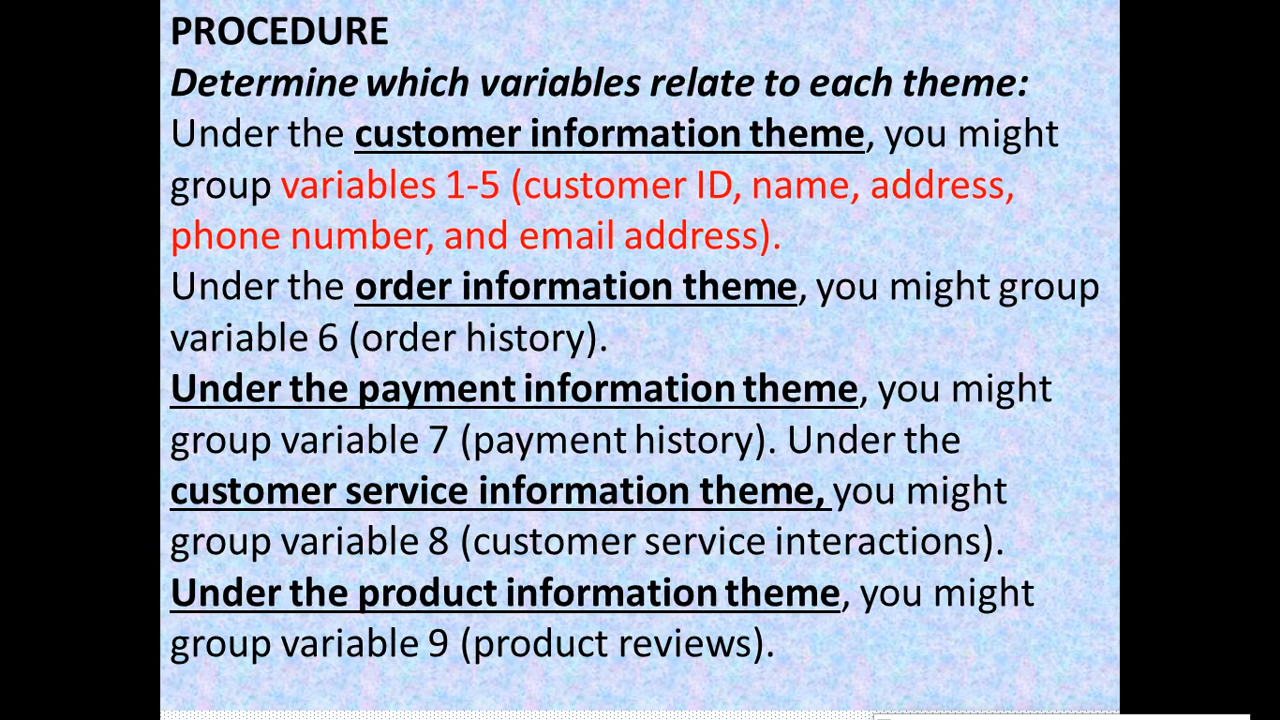 PROCEDURE
Determine which variables relate to each theme:
Under the customer information theme, you might
group variables 1-5 (customer ID, name, address,
phone number, and email address).
Under the order information theme, you might group
variable 6 (order history).
Under the payment information theme, you might
group variable 7 (payment history). Under the
customer service information theme, you might
group variable 8 (customer service interactions).
Under the product information theme, you might
group variable 9 (product reviews).